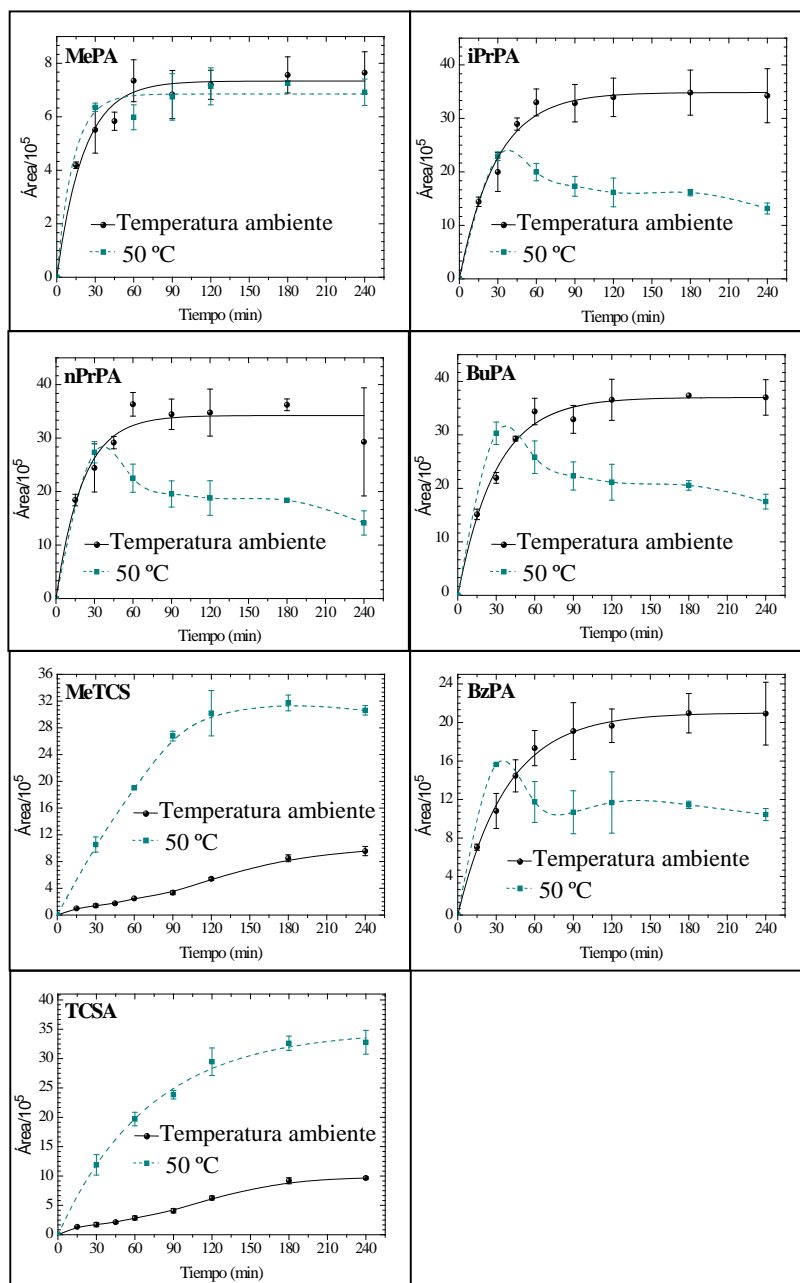 MePA
Área/10⁵
8
6
4
2
0
Temperatura ambiente
50 ºC
0 30 60 90 120 150 180 210 240
Tiempo (min)
iPrPA
Área/10⁵
40
30
20
10
0
Temperatura ambiente
50 ºC
0 30 60 90 120 150 180 210 240
Tiempo (min)
nPrPA
Área/10⁵
40
30
20
10
0
Temperatura ambiente
50 ºC
0 30 60 90 120 150 180 210 240
Tiempo (min)
BuPA
Área/10⁵
40
30
20
10
0
Temperatura ambiente
50 ºC
0 30 60 90 120 150 180 210 240
Tiempo (min)
MeTCS
Área/10⁵
36
32
28
24
20
16
12
8
4
0
Temperatura ambiente
50 ºC
0 30 60 90 120 150 180 210 240
Tiempo (min)
BzPA
Área/10⁵
24
20
16
12
8
4
0
Temperatura ambiente
50 ºC
0 30 60 90 120 150 180 210 240
Tiempo (min)
TCSA
Área/10⁵
40
35
30
25
20
15
10
5
0
Temperatura ambiente
50 ºC
0 30 60 90 120 150 180 210 240
Tiempo (min)